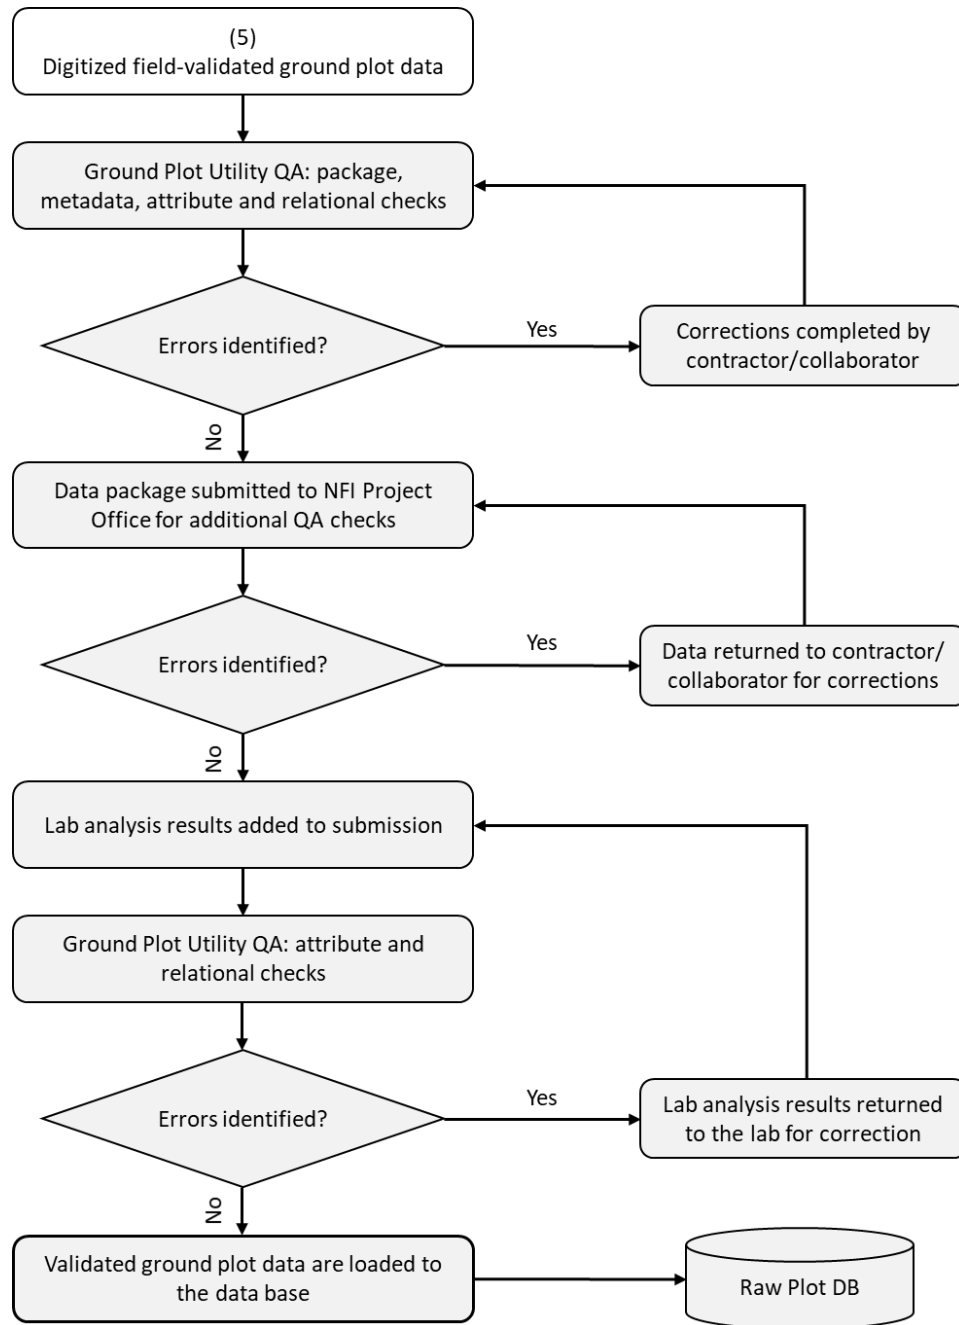 (5)
Digitized field-validated ground plot data
Ground Plot Utility QA: package,
metadata, attribute and relational checks
Errors identified?
Yes
Corrections completed by
contractor/collaborator
No
Data package submitted to NFI Project
Office for additional QA checks
Errors identified?
Yes
Data returned to contractor/
collaborator for corrections
No
Lab analysis results added to submission
Ground Plot Utility QA: attribute and
relational checks
Errors identified?
Yes
Lab analysis results returned
to the lab for correction
No
Validated ground plot data are loaded to
the data base
Raw Plot DB